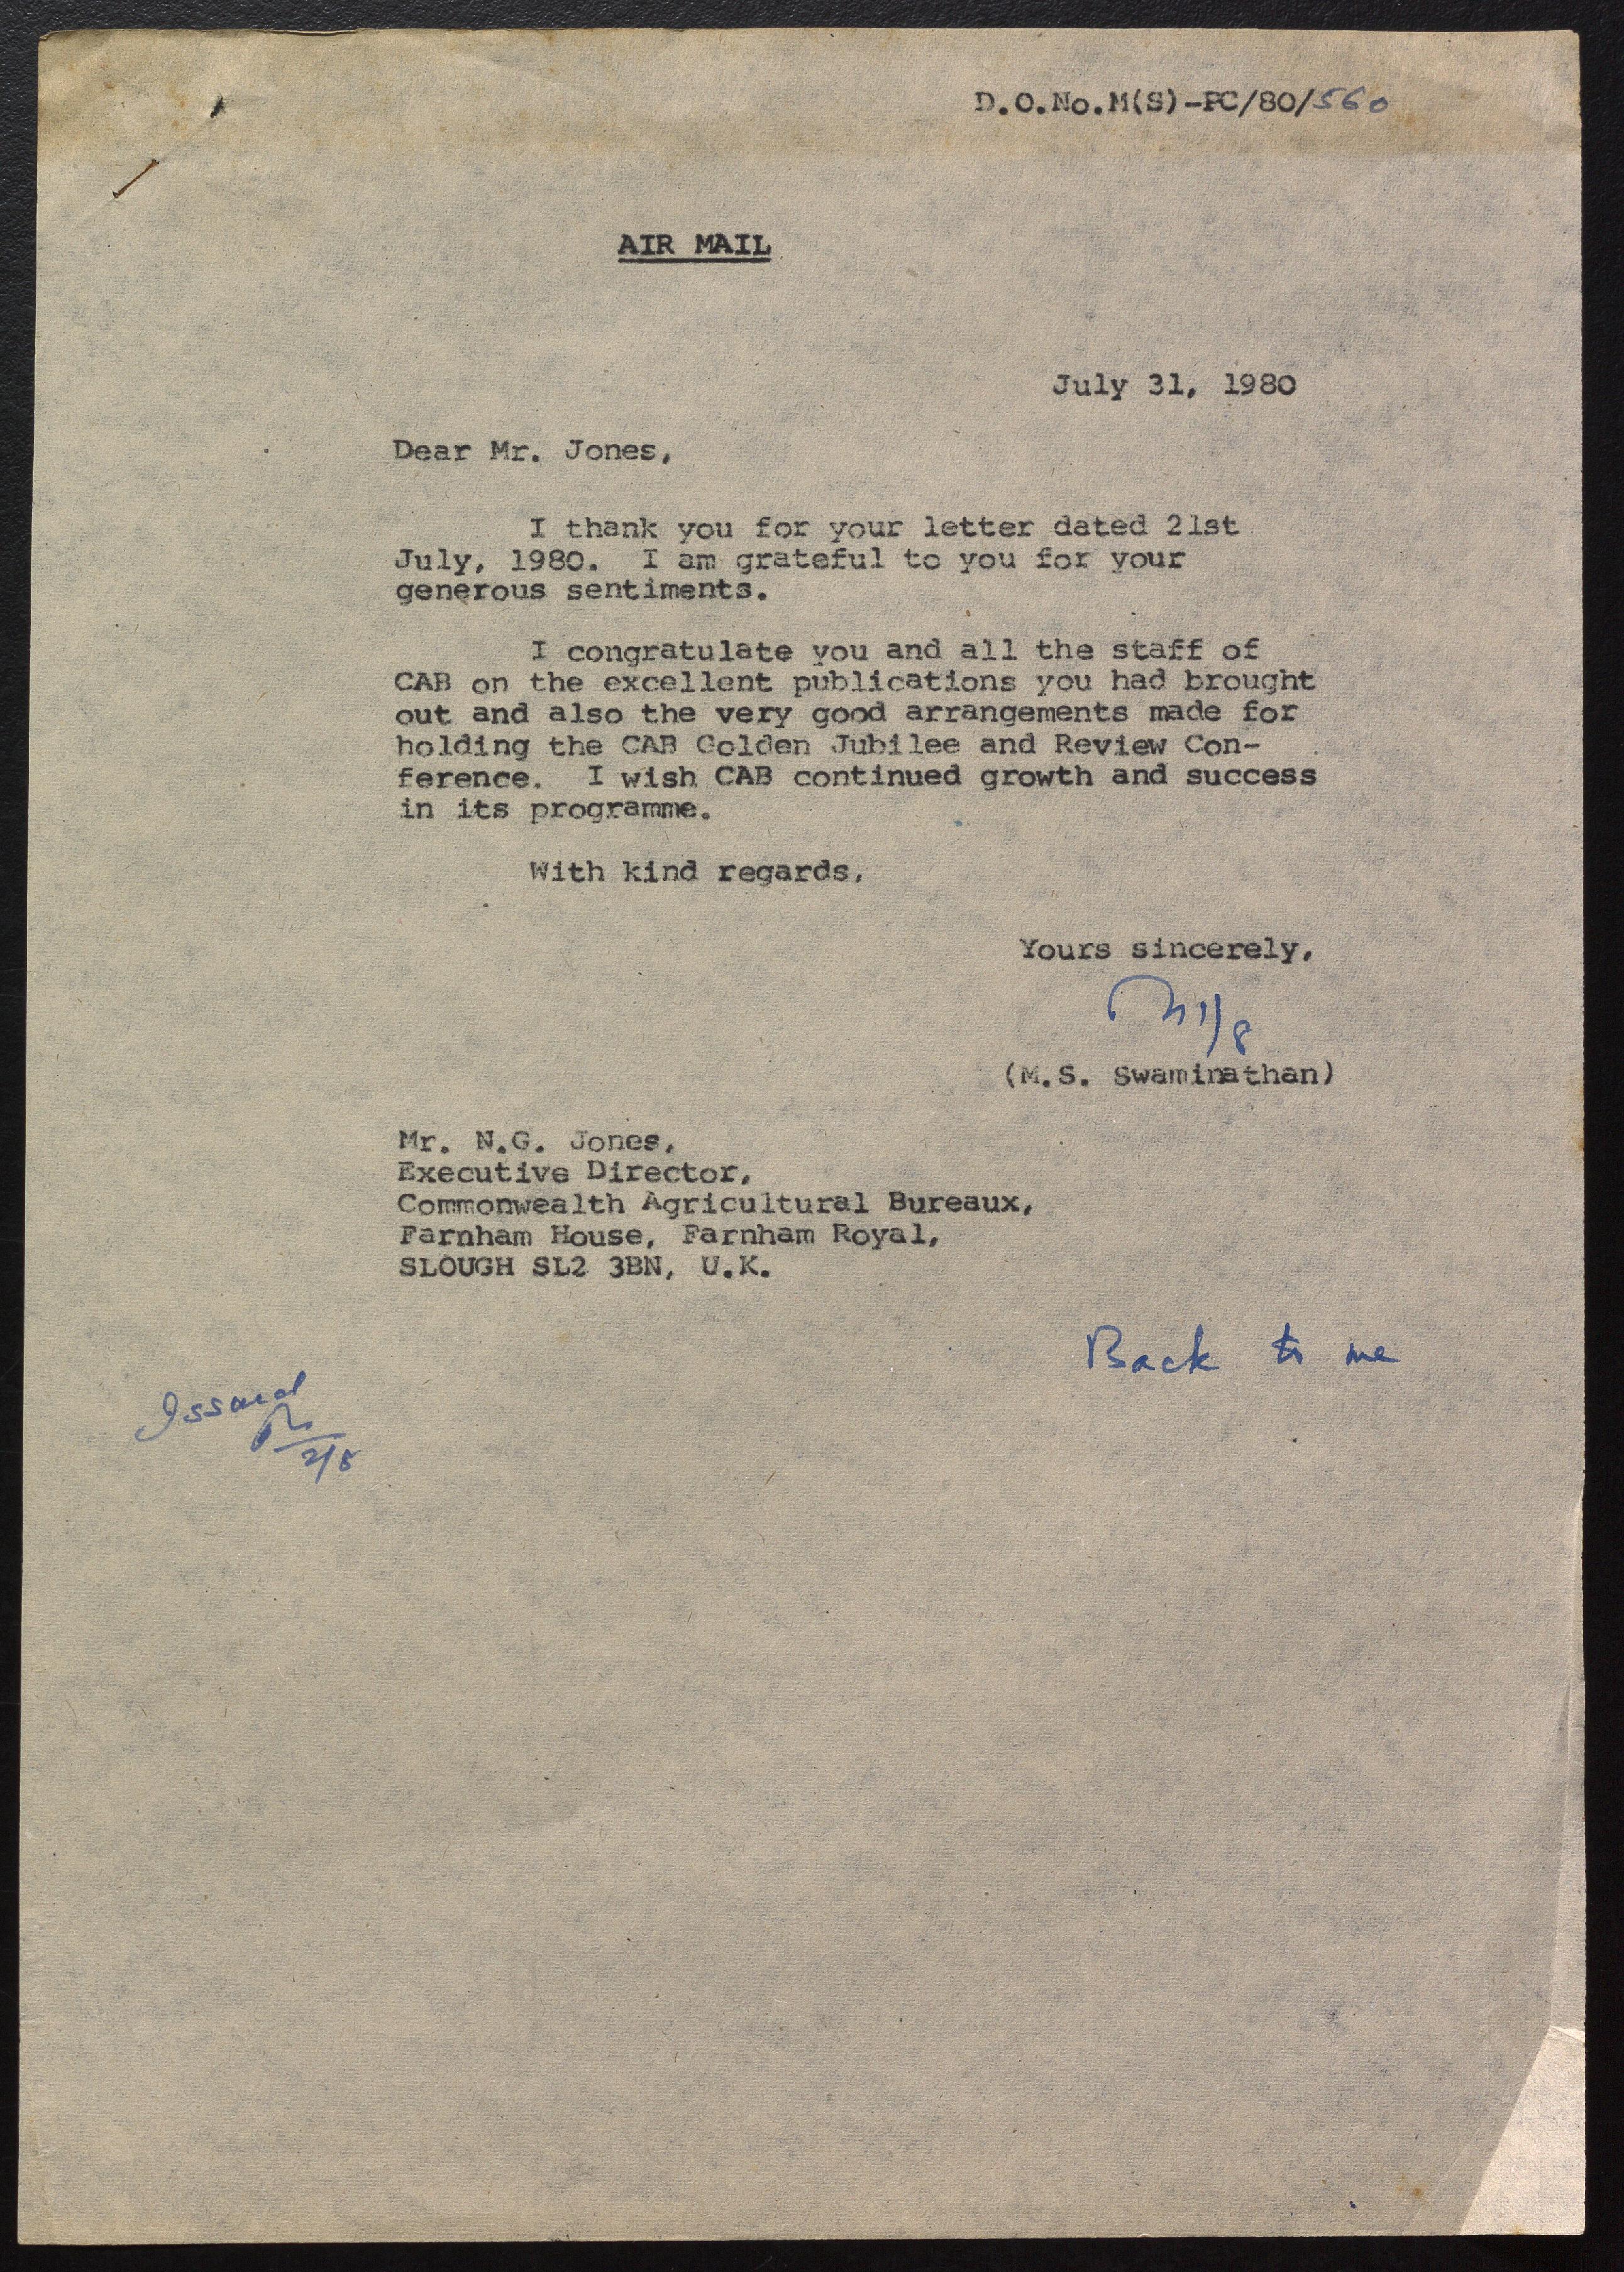 D.O.No.M(S)-PC/80/560
AIR MAIL
July 31, 1980
Dear Mr. Jones,
I thank you for your letter dated 21st
July, 1980. I am grateful to you for your
generous sentiments.
I congratulate you and all the staff of
CAB on the excellent publications you had brought
out and also the very good arrangements made for
holding the CAB Golden Jubilee and Review Con-
ference. I wish CAB continued growth and success
in its programme.
With kind regards,
Yours sincerely,
1/8
(M.S. Swaminathan)
Mr. N.G. Jones,
Executive Director,
Commonwealth Agricultural Bureaux,
Farnham House, Farnham Royal,
SLOUGH SL2 3BN, U.K.
Back to me
Issued
2/8